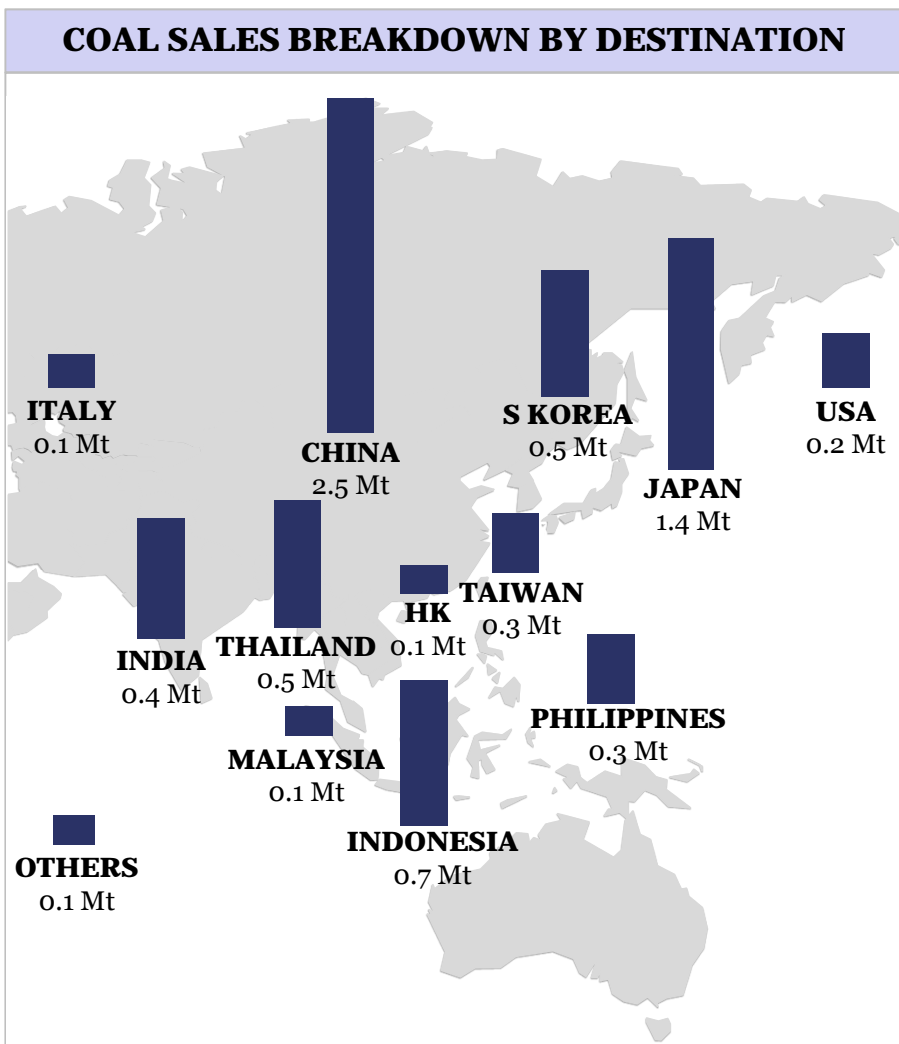 COAL SALES BREAKDOWN BY DESTINATION
ITALY
0.1 Mt
CHINA
2.5 Mt
S KOREA
0.5 Mt
JAPAN
1.4 Mt
USA
0.2 Mt
INDIA
0.4 Mt
THAILAND
0.5 Mt
HK
0.1 Mt
TAIWAN
0.3 Mt
MALAYSIA
0.1 Mt
INDONESIA
0.7 Mt
PHILIPPINES
0.3 Mt
OTHERS
0.1 Mt